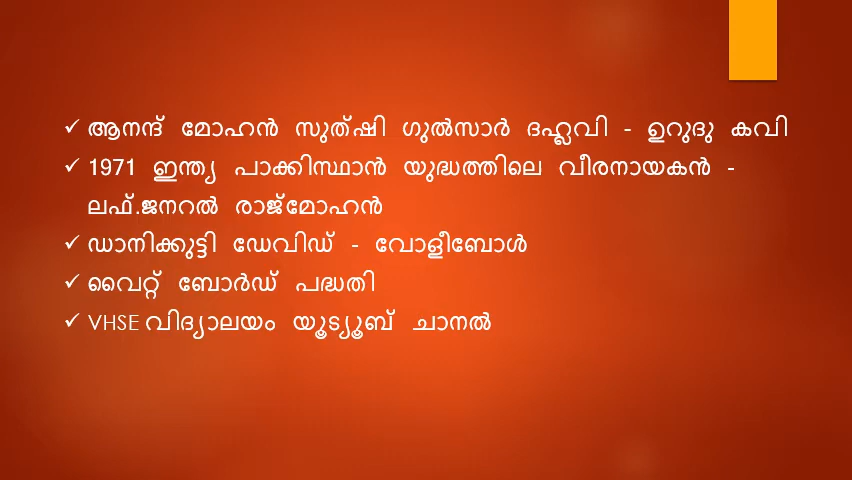 ആനന്ദ് മോഹൻ സുത്ഷി ഗുൽസാർ ദഹ്ലവി - ഉറുദു കവി
1971 ഇന്ത്യ പാക്കിസ്ഥാൻ യുദ്ധത്തിലെ വീരനായകൻ -
ലഫ്.ജനറൽ രാജ്മോഹൻ
ഡാനിക്കുട്ടി ഡേവിഡ് - വോളീബോൾ
വൈറ്റ് ബോർഡ് പദ്ധതി
VHSE വിദ്യാലയം യൂട്യൂബ് ചാനൽ